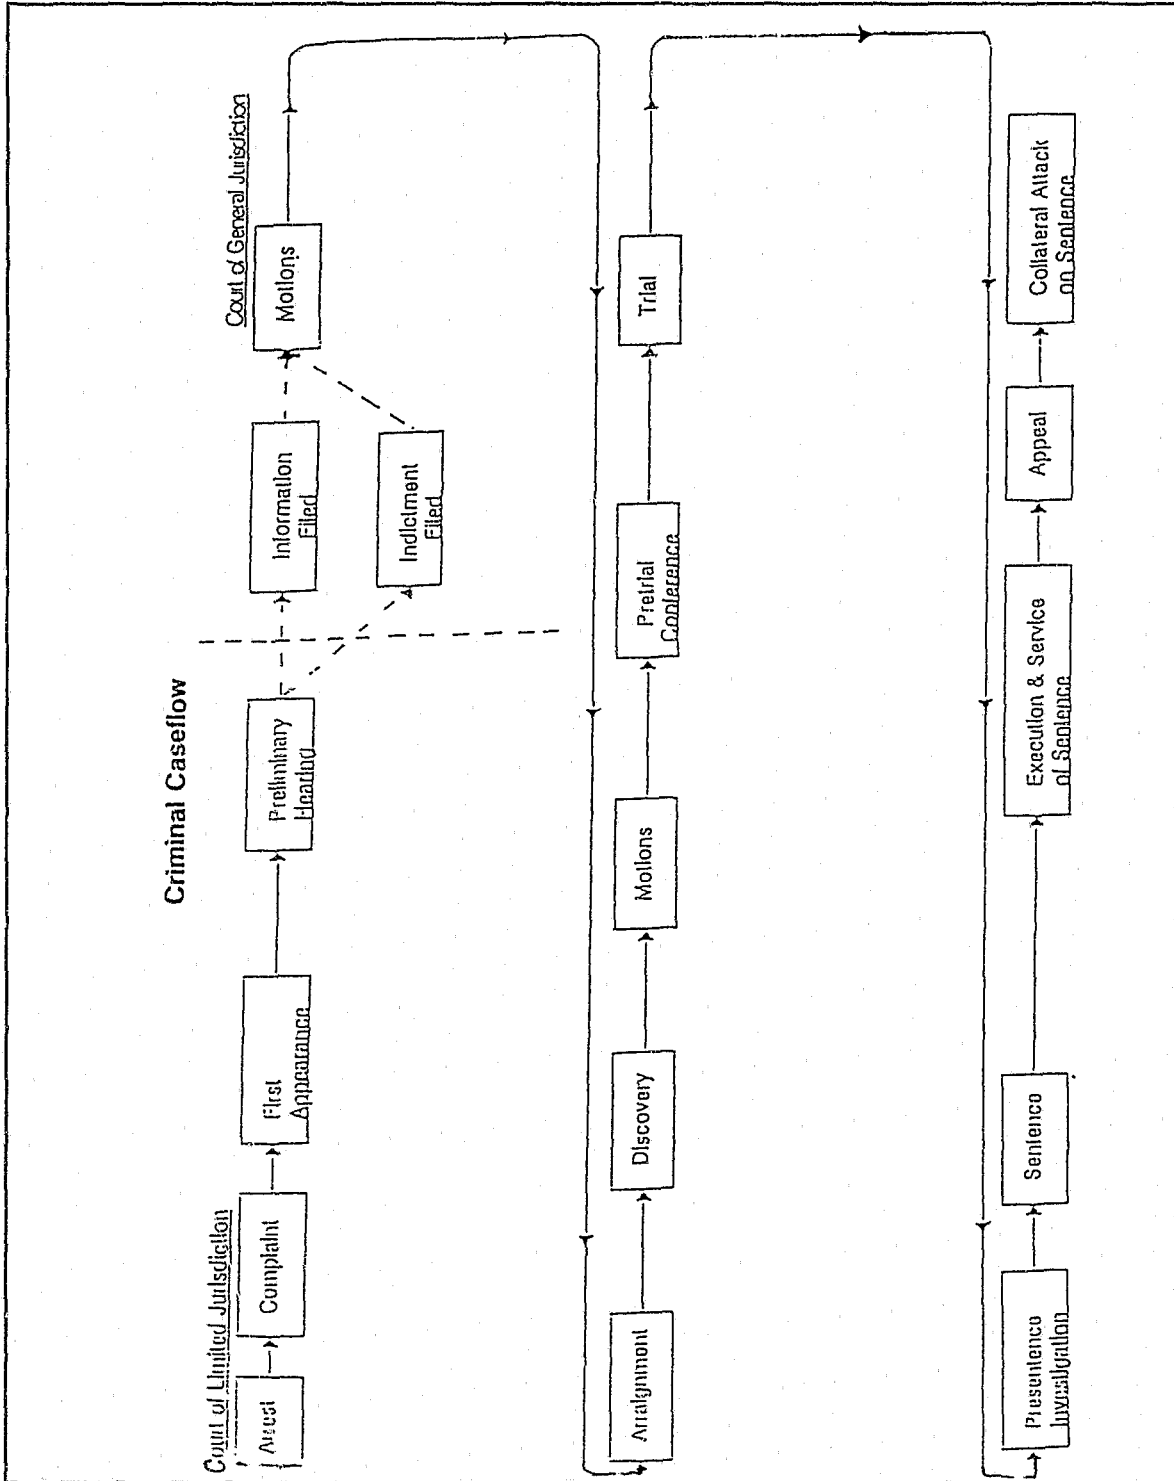 Criminal Caseflow
Court of Limited Jurisdiction
Court of General Jurisdiction
Arrest
Complaint
First
Appearance
Preliminary
Hearing
Information
Filed
Indictment
Filed
Motions
Arraignment
Discovery
Motions
Pretrial
Conference
Trial
Presentence
Investigation
Sentence
Execution & Service
of Sentence
Appeal
Collateral Attack
on Sentence